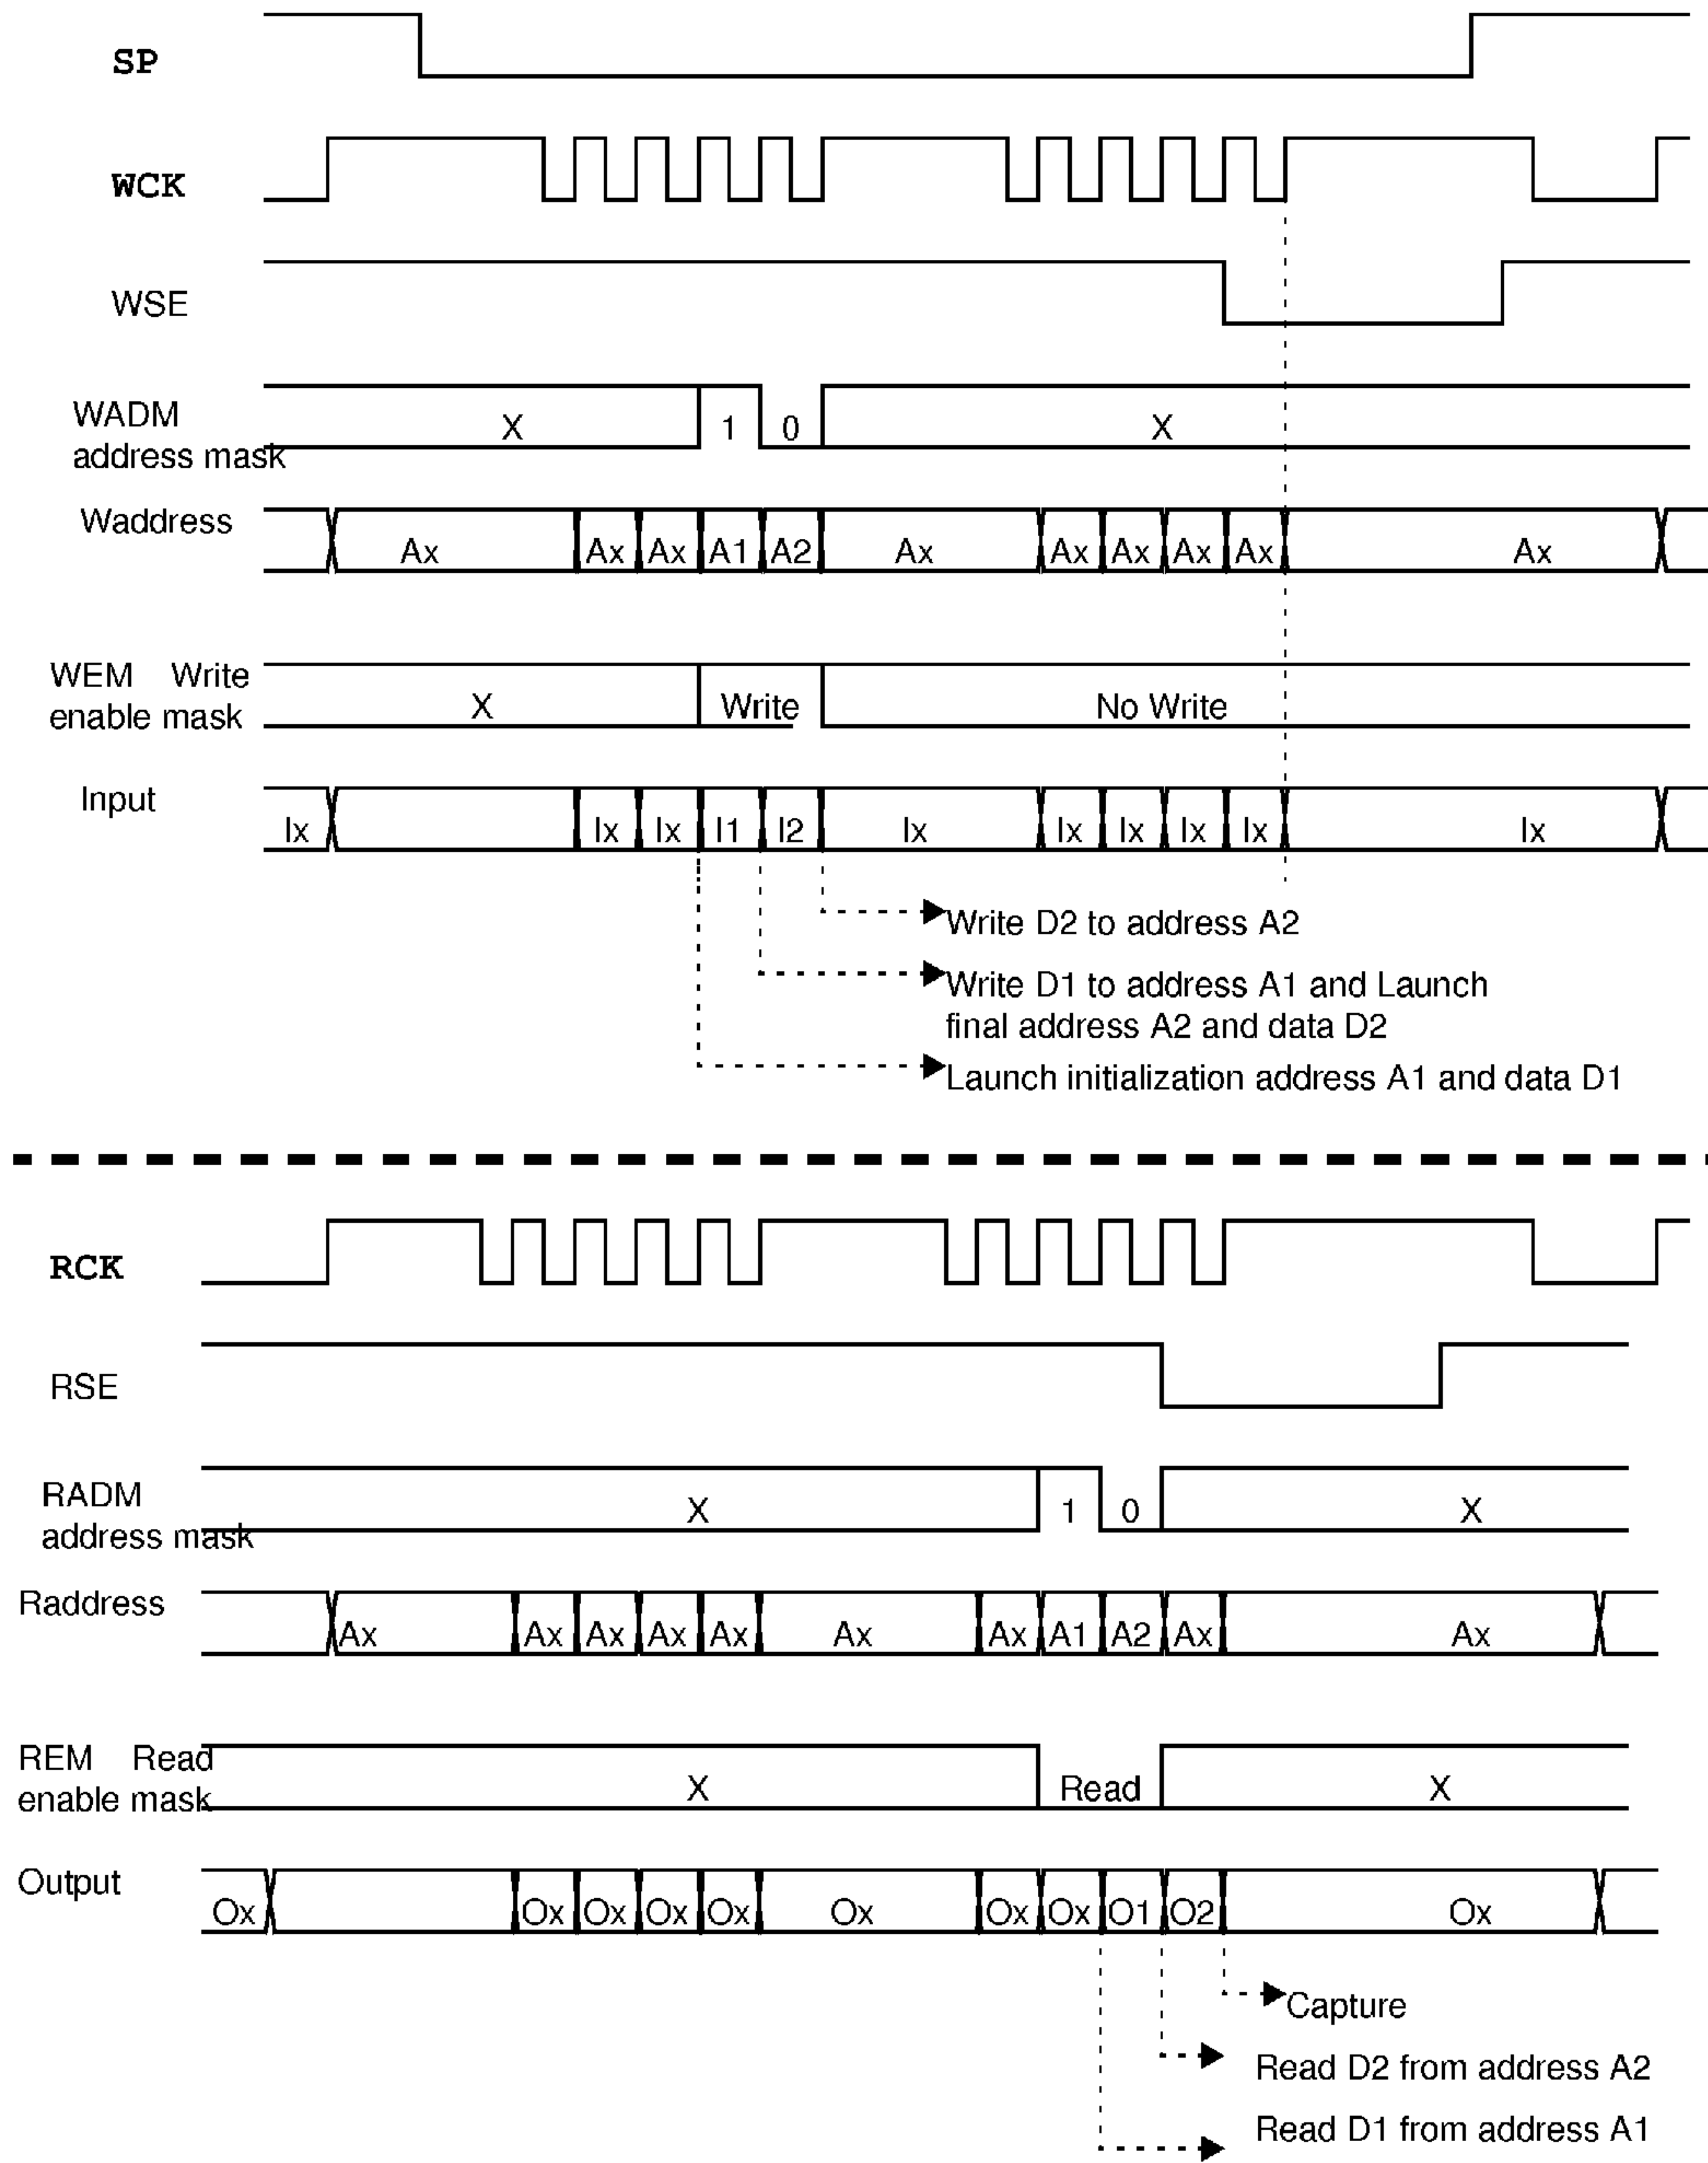 SP
WCK
WSE
WADM
address mask
X 1 0 X
Waddress
Ax Ax Ax A1 A2 Ax Ax Ax Ax Ax Ax
WEM Write
enable mask
X Write No Write
Input
Ix Ix Ix I1 I2 Ix Ix Ix Ix Ix Ix
Write D2 to address A2
Write D1 to address A1 and Launch
final address A2 and data D2
Launch initialization address A1 and data D1
RCK
RSE
RADM
address mask
X 1 0 X
Raddress
Ax Ax Ax Ax Ax Ax Ax A1 A2 Ax Ax
REM Read
enable mask
X Read X
Output
Ox Ox Ox Ox Ox Ox Ox Ox O1 O2 Ox
Capture
Read D2 from address A2
Read D1 from address A1